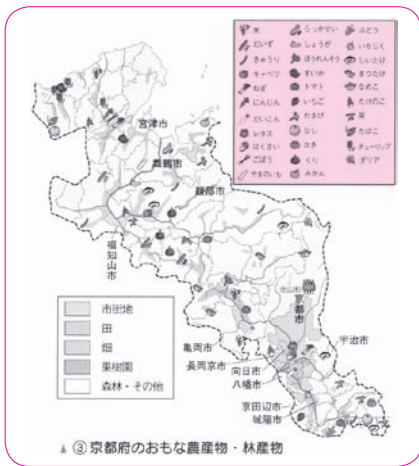 米
だいず
きゅうり
キャベツ
ねぎ
にんじん
だいこん
レタス
はくさい
ごぼう
やまのいも
らっかせい
しょうが
ほうれんそう
すいか
トマト
いちご
なし
かき
くり
みかん
ぶどう
いちじく
しいたけ
まつたけ
なめこ
たけのこ
茶
たばこ
チューリップ
ダリア
宮津市
舞鶴市
綾部市
福知山市
京都市
亀岡市
長岡京市
向日市
八幡市
宇治市
京田辺市
城陽市
市街地
田
畑
果樹園
森林・その他
▲ ③京都府のおもな農産物・林産物